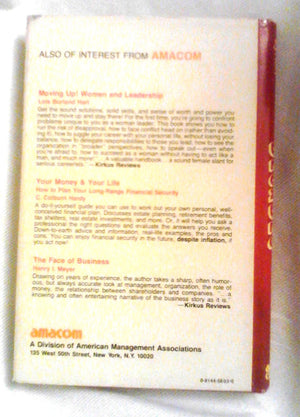 ALSO OF INTEREST FROM AMACOM
Moving Up! Women and Leadership
Lois Borland Hart
Get the sound solutions, solid skills, and sense of worth and power you
need to move up and stay there! For the first time, you're going to confront
problems unique to you as a woman leader. This book shows you how to
run the risk of disapproval, how to face conflict head on (rather than avoid-
ing it), how to juggle your career with your personal life, without losing your
balance, how to delegate responsibilities to those you lead, how to see the
organization in "broader" perspectives, how to speak out—even when
you're afraid to, how to succeed as a woman without having to act like a
man, and much more! "...A valuable handbook ... a sound female slant for
serious careerists." —Kirkus Reviews
Your Money & Your Life
How to Plan Your Long-Range Financial Security
C. Colburn Hardy
A do-it-yourself guide you can use to work out your own personal, well-
conceived financial plan. Discusses estate planning, retirement benefits,
tax shelters, real estate investments, and more. Or, it will help you ask a
professional the right questions and evaluate the answers you receive.
Down-to-earth advice and information, real-life examples, the pros and
cons. You can enjoy financial security in the future, despite inflation, if
you act now!
The Face of Business
Henry I. Meyer
Drawing on years of experience, the author takes a sharp, often humor-
ous, but always accurate look at management, organization, the role of
money, the relationship between shareholders and companies. "...a
knowing and often entertaining narrative of the business story as it is."
—Kirkus Reviews
amacom
A Division of American Management Associations
135 West 50th Street, New York, N.Y. 10020